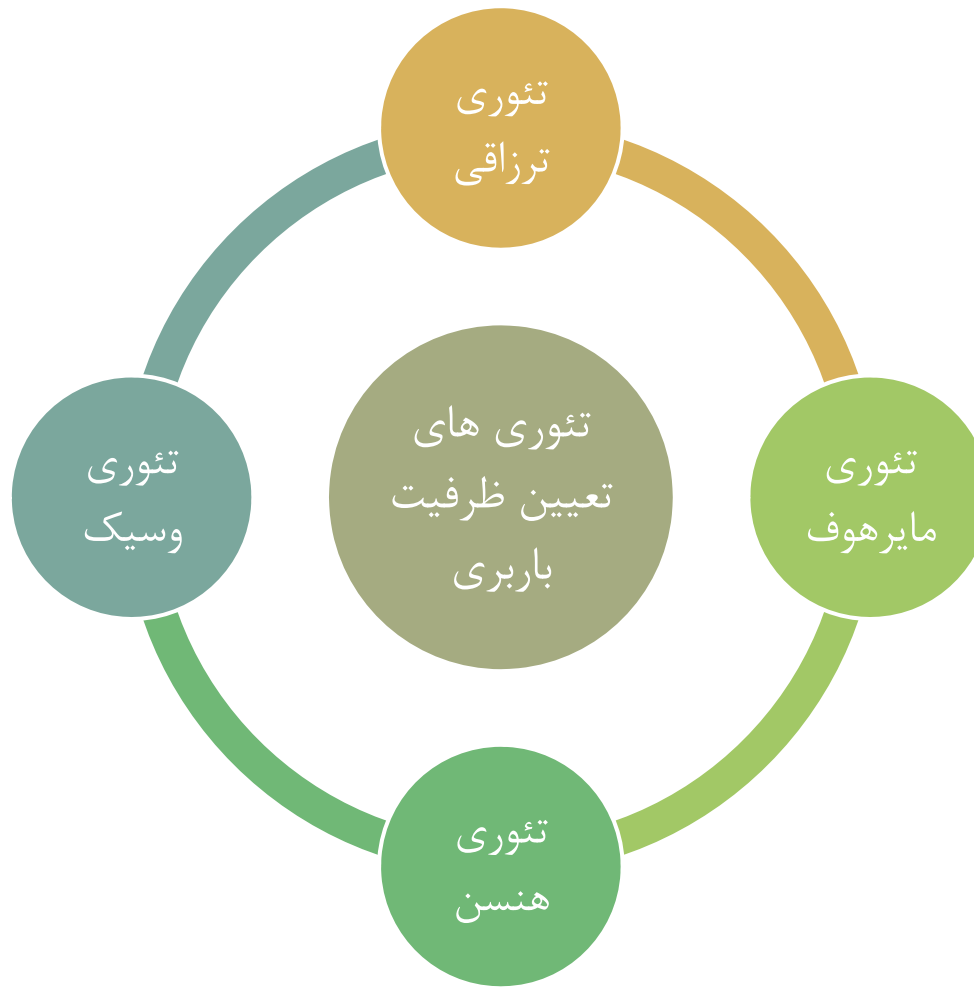 تئوری
ترزاقی
تئوری های
تعیین ظرفیت
باربری
تئوری
مایرهوف
تئوری
وسیک
تئوری
هنسن